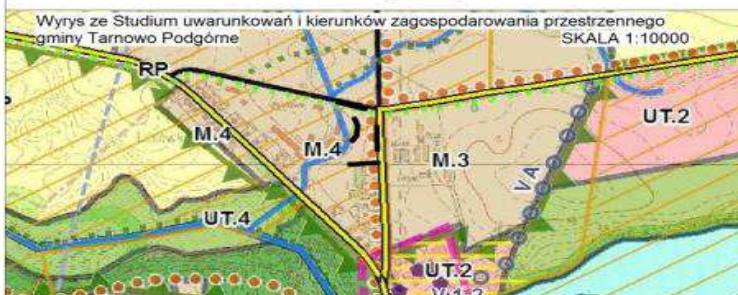 Wyrys ze Studium uwarunkowań i kierunków zagospodarowania przestrzennego
gminy Tarnowo Podgórne SKALA 1:10000
RP
UT.2
M.4
M.4
M.3
VA
UT.4
UT.2